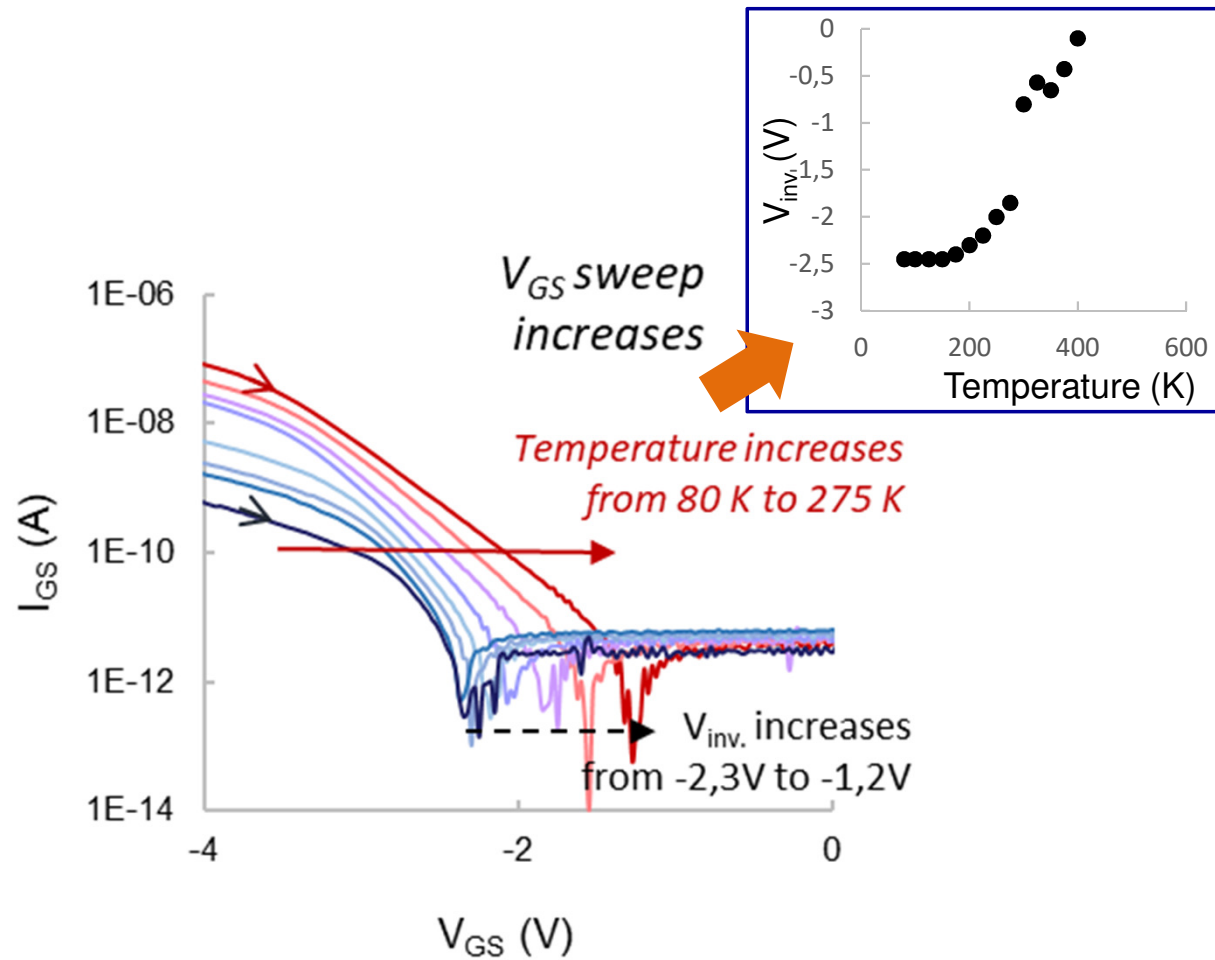 0
-0,5
-1
-1,5
-2
-2,5
-3
V_inv. (V)
0
200
400
600
Temperature (K)
V_GS sweep
increases
1E-06
1E-08
1E-10
1E-12
1E-14
I_GS (A)
Temperature increases
from 80 K to 275 K
V_inv. increases
from -2,3V to -1,2V
-4
-2
0
V_GS (V)